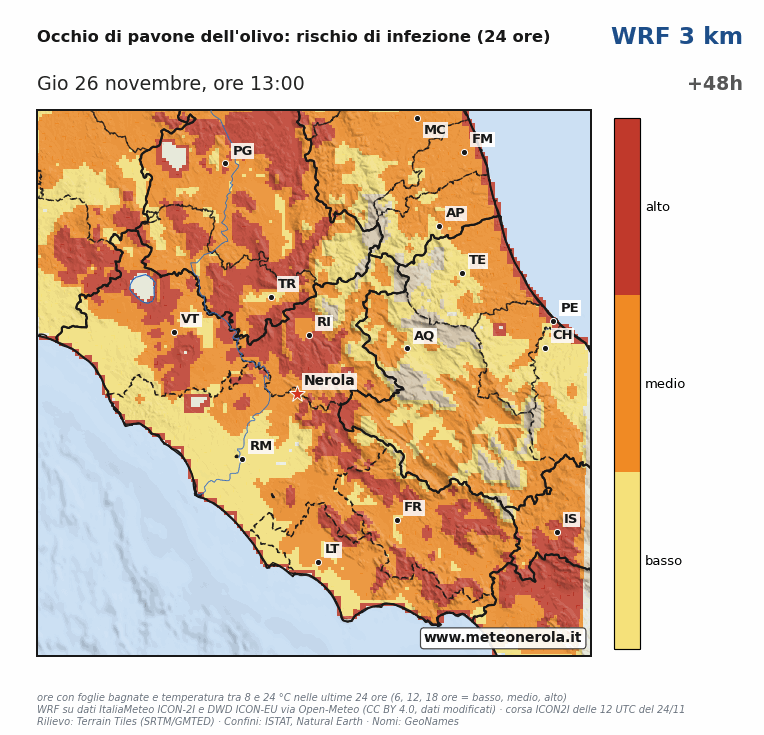 Occhio di pavone dell'olivo: rischio di infezione (24 ore)
WRF 3 km
Gio 26 novembre, ore 13:00
+48h
MC
FM
PG
AP
TE
TR
PE
VT
RI
AQ
CH
Nerola
RM
FR
IS
LT
www.meteonerola.it
alto
medio
basso
ore con foglie bagnate e temperatura tra 8 e 24 °C nelle ultime 24 ore (6, 12, 18 ore = basso, medio, alto)
WRF su dati ItaliaMeteo ICON-2I e DWD ICON-EU via Open-Meteo (CC BY 4.0, dati modificati) · corsa ICON2I delle 12 UTC del 24/11
Rilievo: Terrain Tiles (SRTM/GMTED) · Confini: ISTAT, Natural Earth · Nomi: GeoNames